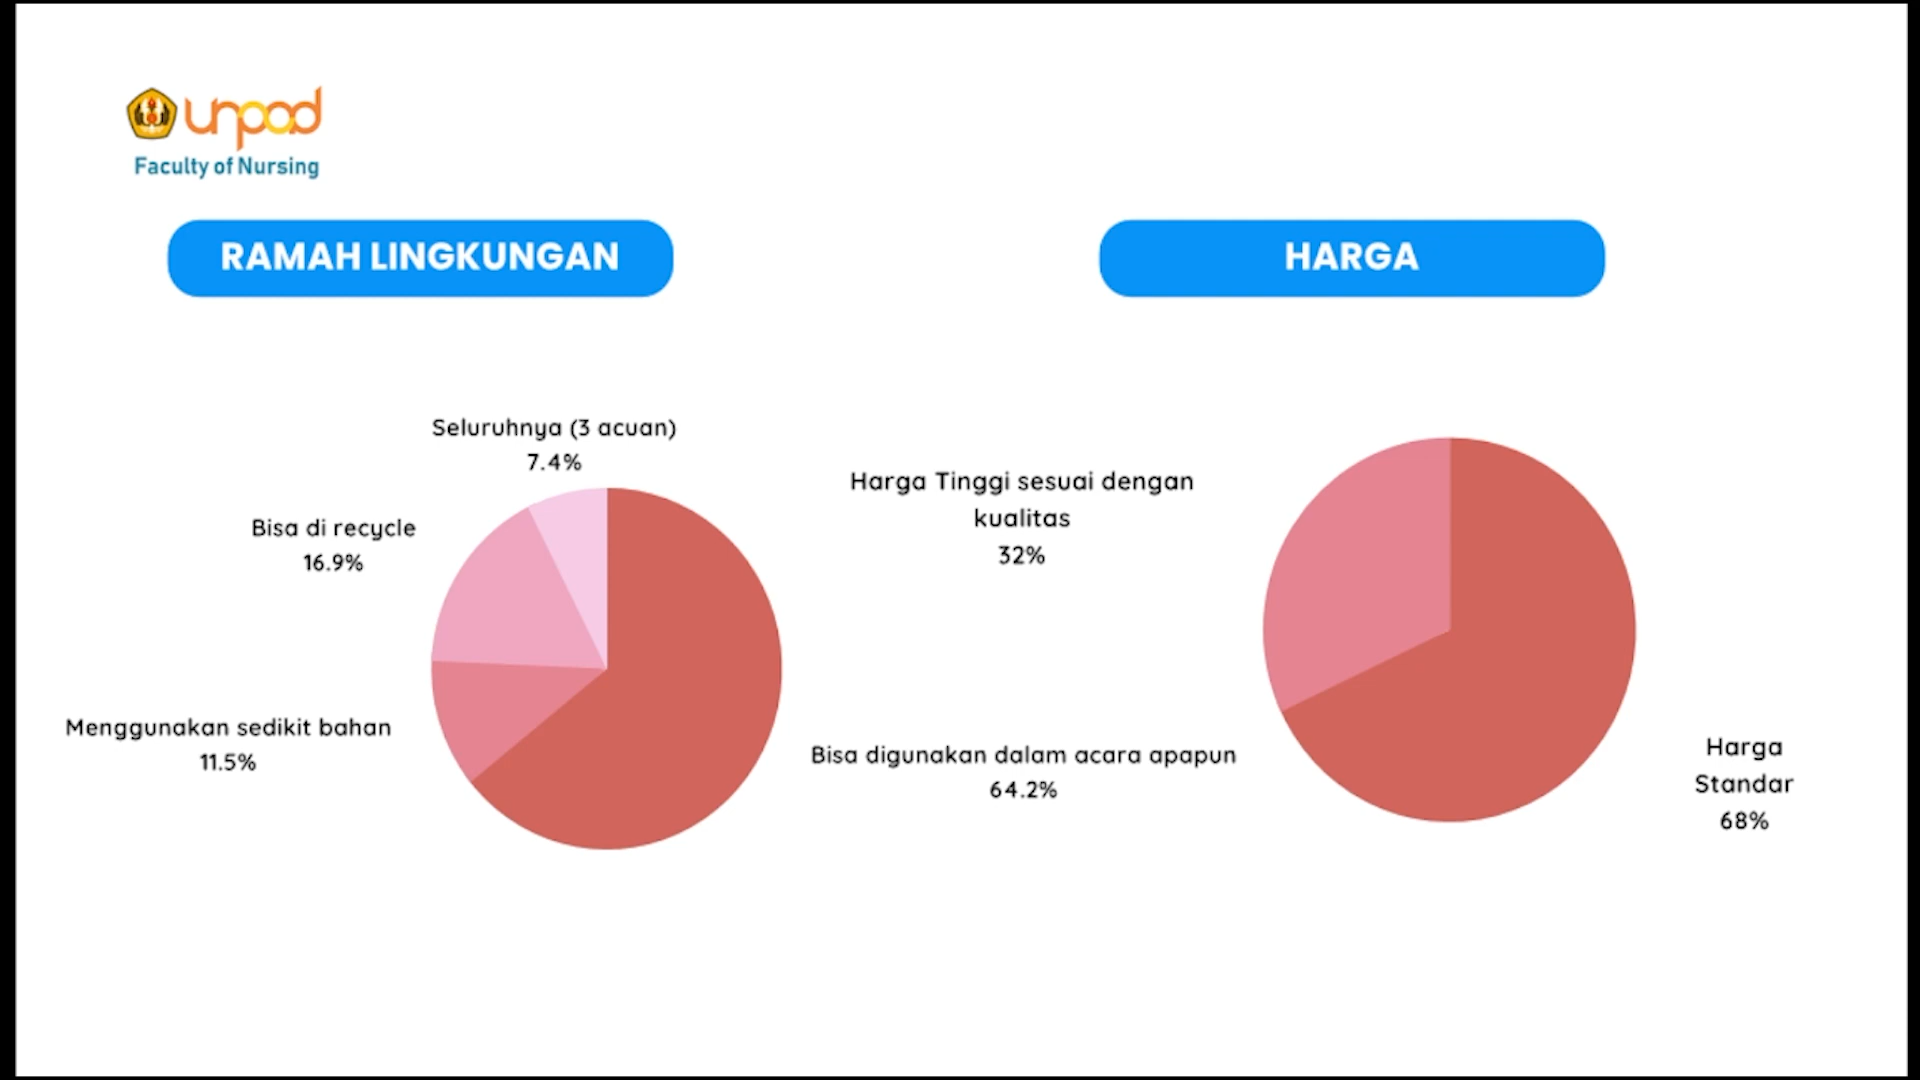 unpad
Faculty of Nursing
RAMAH LINGKUNGAN
HARGA
Seluruhnya (3 acuan)
7.4%
Bisa di recycle
16.9%
Menggunakan sedikit bahan
11.5%
Bisa digunakan dalam acara apapun
64.2%
Harga Tinggi sesuai dengan
kualitas
32%
Harga
Standar
68%